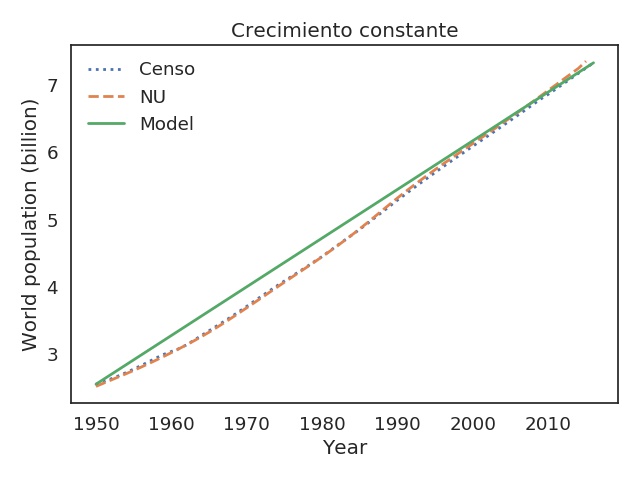 Crecimiento constante
Censo
NU
Model
7
6
5
4
3
World population (billion)
1950 1960 1970 1980 1990 2000 2010
Year